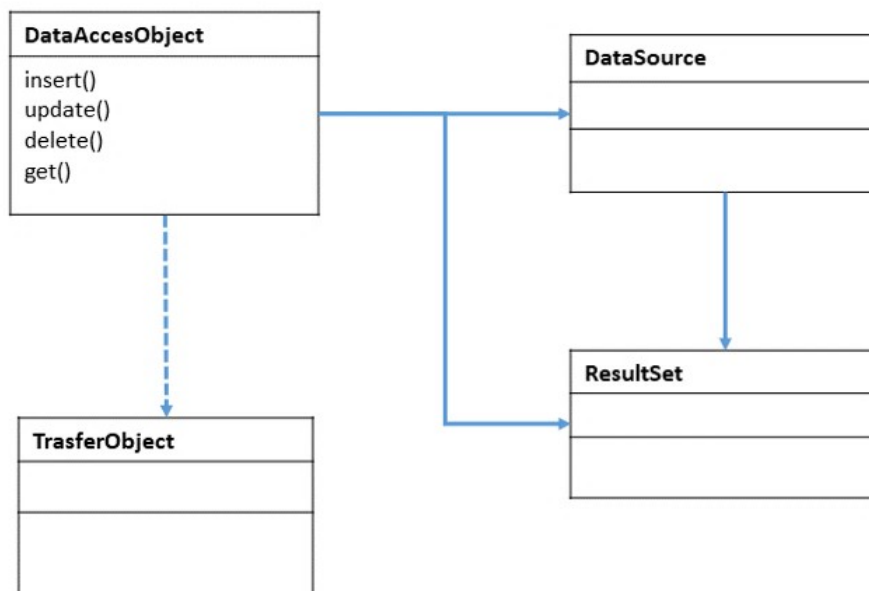 DataAccesObject
insert()
update()
delete()
get()
DataSource
ResultSet
TrasferObject